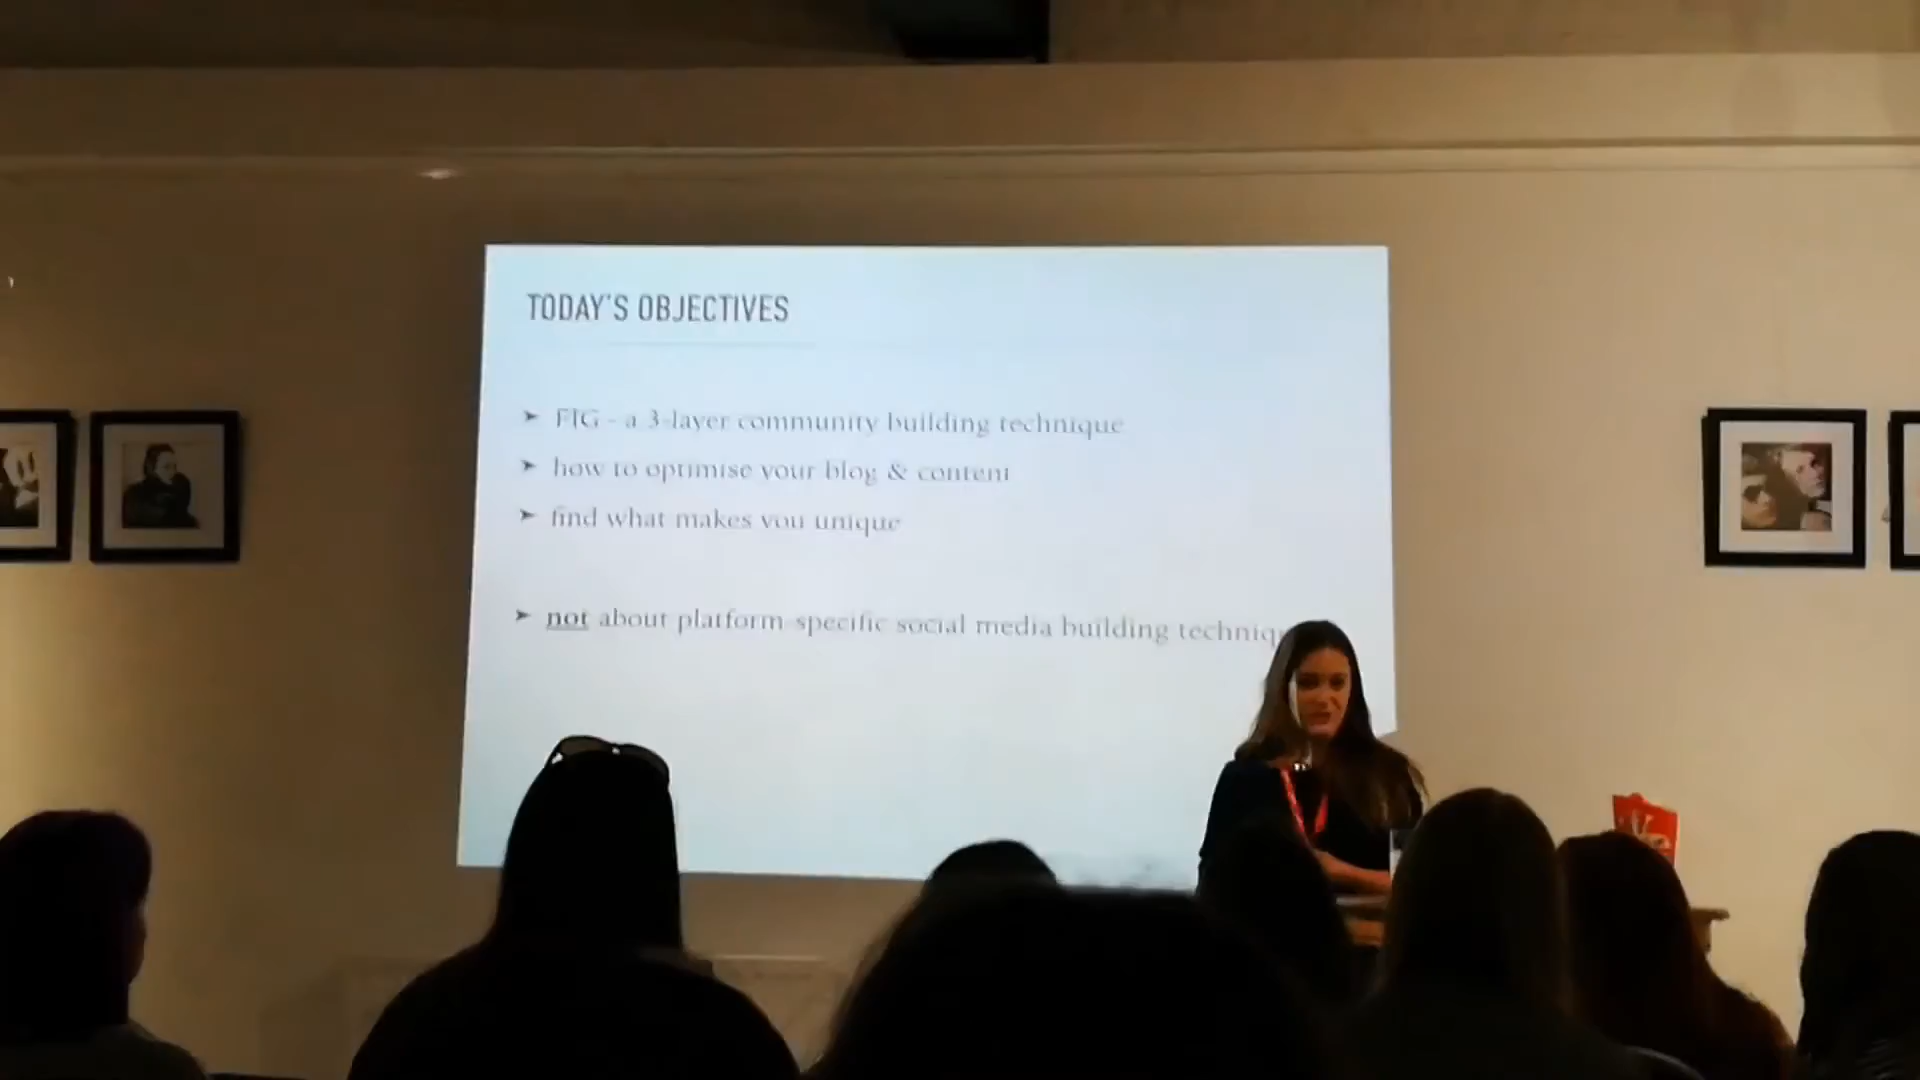 TODAY'S OBJECTIVES
➤ FIG - a 3-layer community building technique
➤ how to optimise your blog & content
➤ find what makes you unique
➤ not about platform-specific social media building